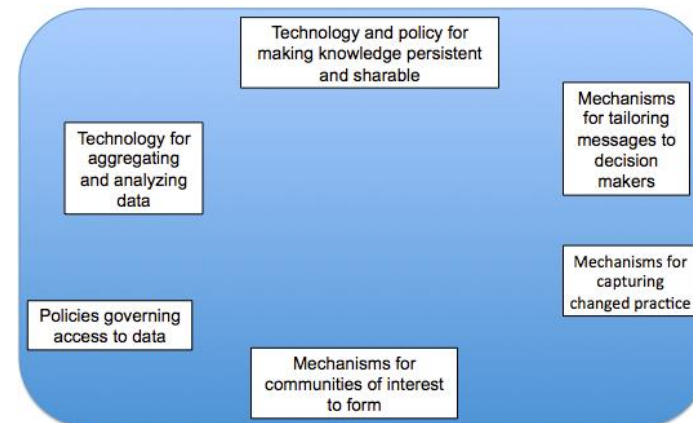 Technology and policy for
making knowledge persistent
and sharable
Mechanisms
for tailoring
messages to
decision
makers
Technology for
aggregating
and analyzing
data
Mechanisms for
capturing
changed practice
Policies governing
access to data
Mechanisms for
communities of interest
to form